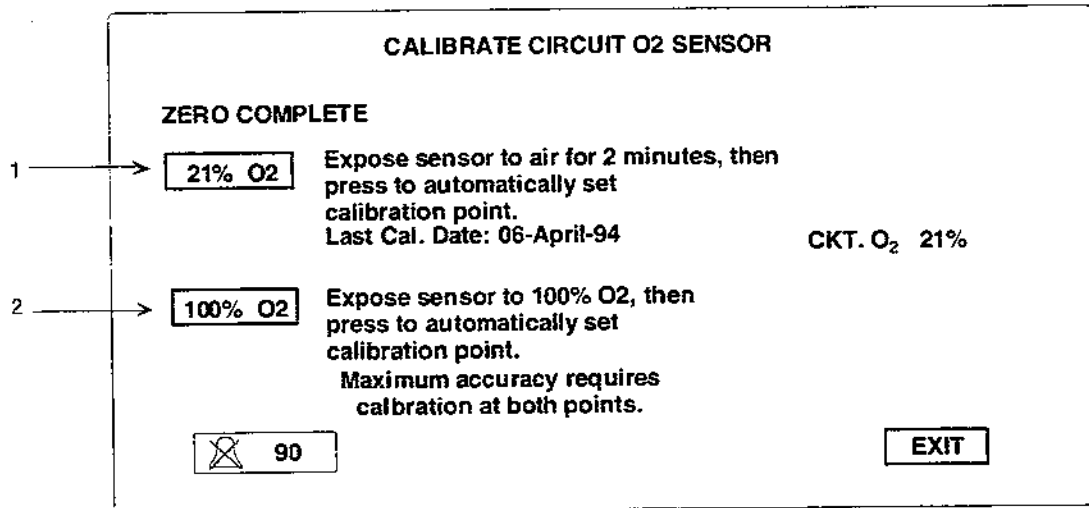 CALIBRATE CIRCUIT O2 SENSOR
ZERO COMPLETE
1
21% O2
Expose sensor to air for 2 minutes, then
press to automatically set
calibration point.
Last Cal. Date: 06-April-94
CKT. O₂ 21%
2
100% O2
Expose sensor to 100% O2, then
press to automatically set
calibration point.
Maximum accuracy requires
calbration at both points.
90
EXIT